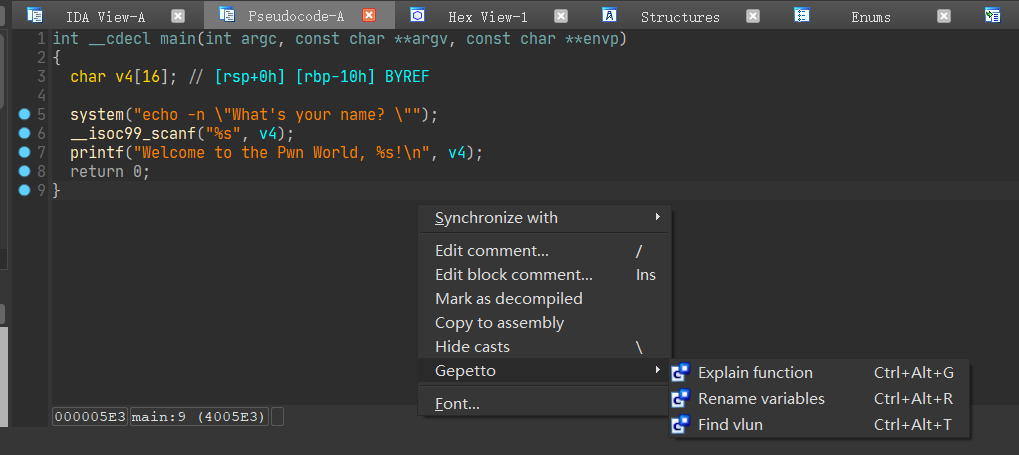 IDA View-A Pseudocode-A Hex View-1 Structures Enums
1 int __cdecl main(int argc, const char **argv, const char **envp)
2 {
3   char v4[16]; // [rsp+0h] [rbp-10h] BYREF
4
5   system("echo -n \"What's your name? \"");
6   __isoc99_scanf("%s", v4);
7   printf("Welcome to the Pwn World, %s!\n", v4);
8   return 0;
9 }
Synchronize with
Edit comment... /
Edit block comment... Ins
Mark as decompiled
Copy to assembly
Hide casts \
Gepetto
Font...
Explain function Ctrl+Alt+G
Rename variables Ctrl+Alt+R
Find vlun Ctrl+Alt+T
000005E3 main:9 (4005E3)